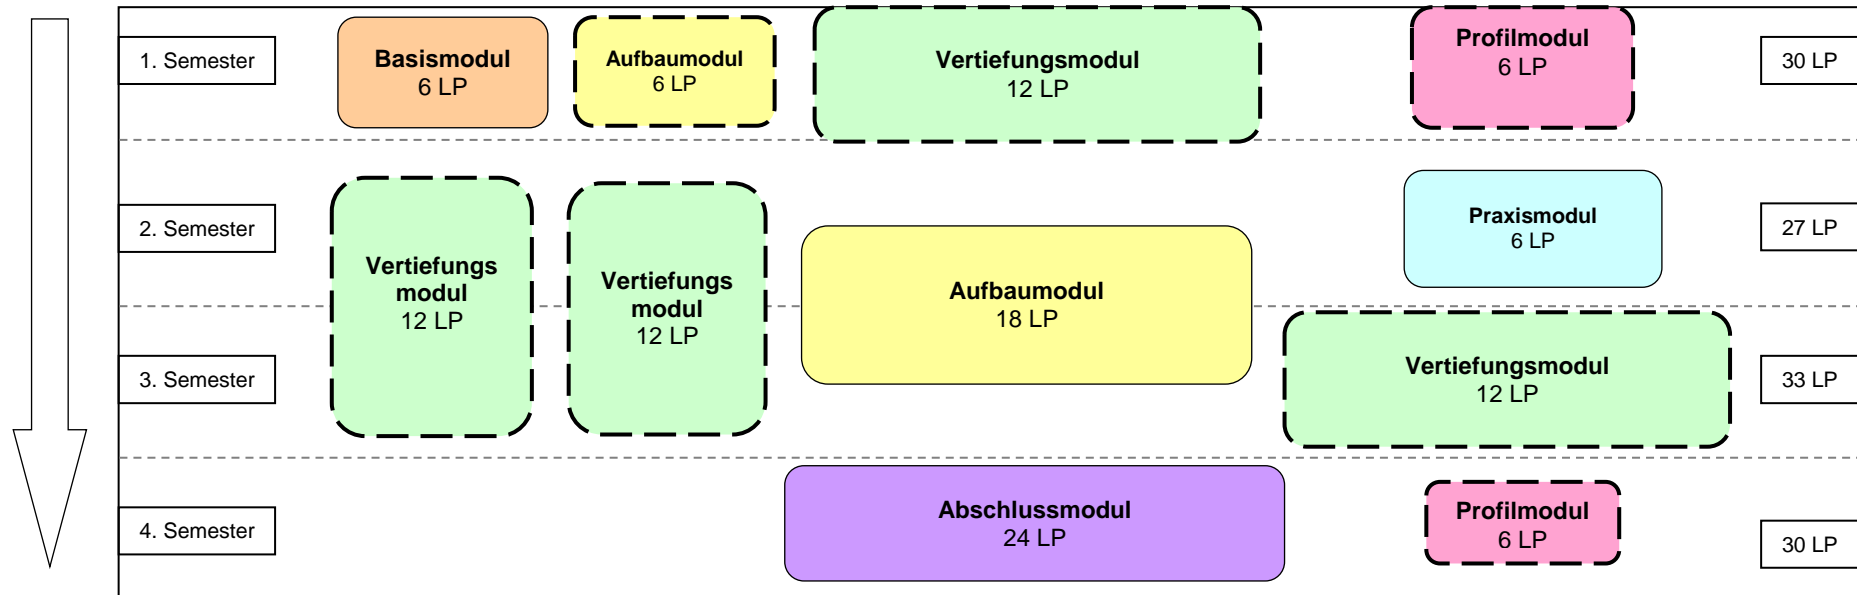 1. Semester
Basismodul
6 LP
Aufbaumodul
6 LP
Vertiefungsmodul
12 LP
Profilmodul
6 LP
30 LP
2. Semester
Vertiefungs
modul
12 LP
Vertiefungs
modul
12 LP
Aufbaumodul
18 LP
Praxismodul
6 LP
27 LP
3. Semester
Vertiefungsmodul
12 LP
33 LP
4. Semester
Abschlussmodul
24 LP
Profilmodul
6 LP
30 LP